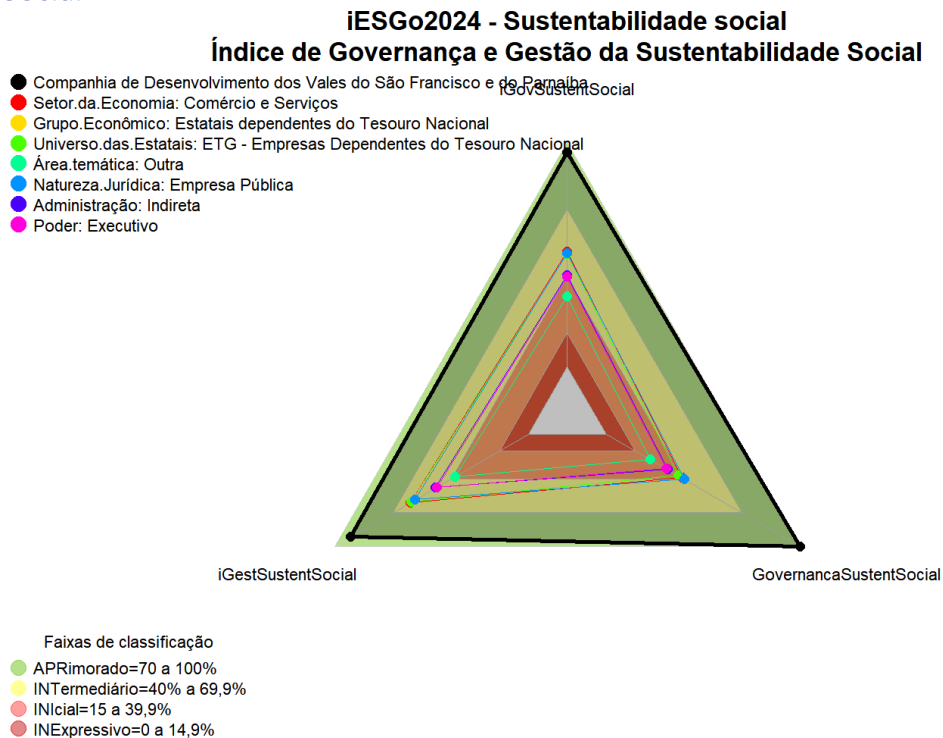 iESGo2024 - Sustentabilidade social
Índice de Governança e Gestão da Sustentabilidade Social
Companhia de Desenvolvimento dos Vales do São Francisco e do Parnaíba
iGovSustentSocial
Setor.da.Economia: Comércio e Serviços
Grupo.Econômico: Estatais dependentes do Tesouro Nacional
Universo.das.Estatais: ETG - Empresas Dependentes do Tesouro Nacional
Área.temática: Outra
Natureza.Jurídica: Empresa Pública
Administração: Indireta
Poder: Executivo
iGestSustentSocial
GovernancaSustentSocial
Faixas de classificação
APRimorado=70 a 100%
INTermediário=40% a 69,9%
INIcial=15 a 39,9%
INExpressivo=0 a 14,9%